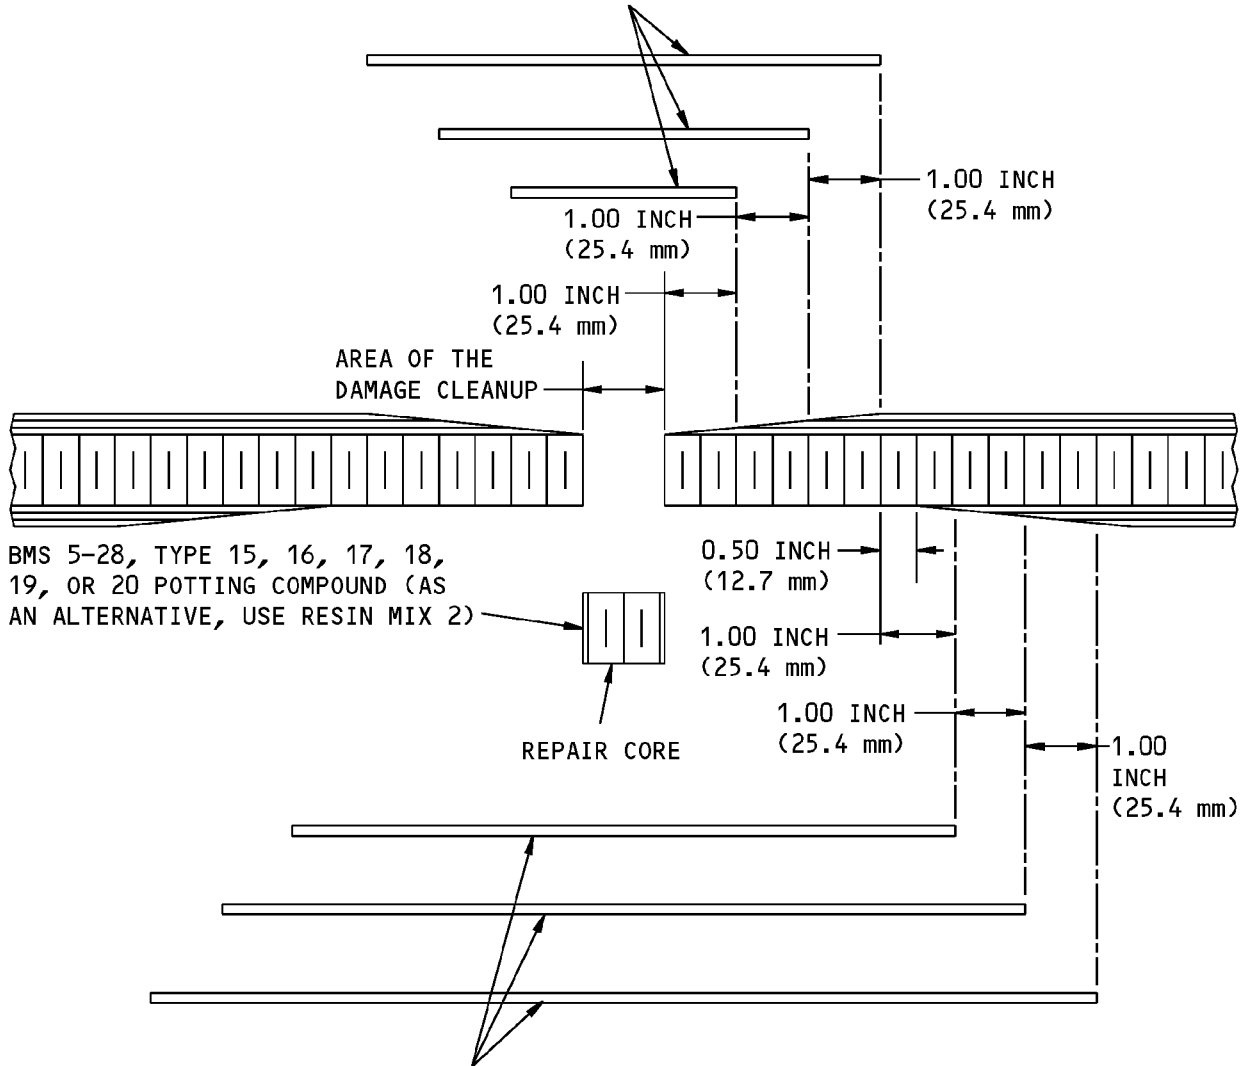 1.00 INCH
(25.4 mm)
1.00 INCH
(25.4 mm)
1.00 INCH
(25.4 mm)
AREA OF THE
DAMAGE CLEANUP
BMS 5-28, TYPE 15, 16, 17, 18,
19, OR 20 POTTING COMPOUND (AS
AN ALTERNATIVE, USE RESIN MIX 2)
0.50 INCH
(12.7 mm)
1.00 INCH
(25.4 mm)
1.00 INCH
(25.4 mm)
1.00
INCH
(25.4 mm)
REPAIR CORE